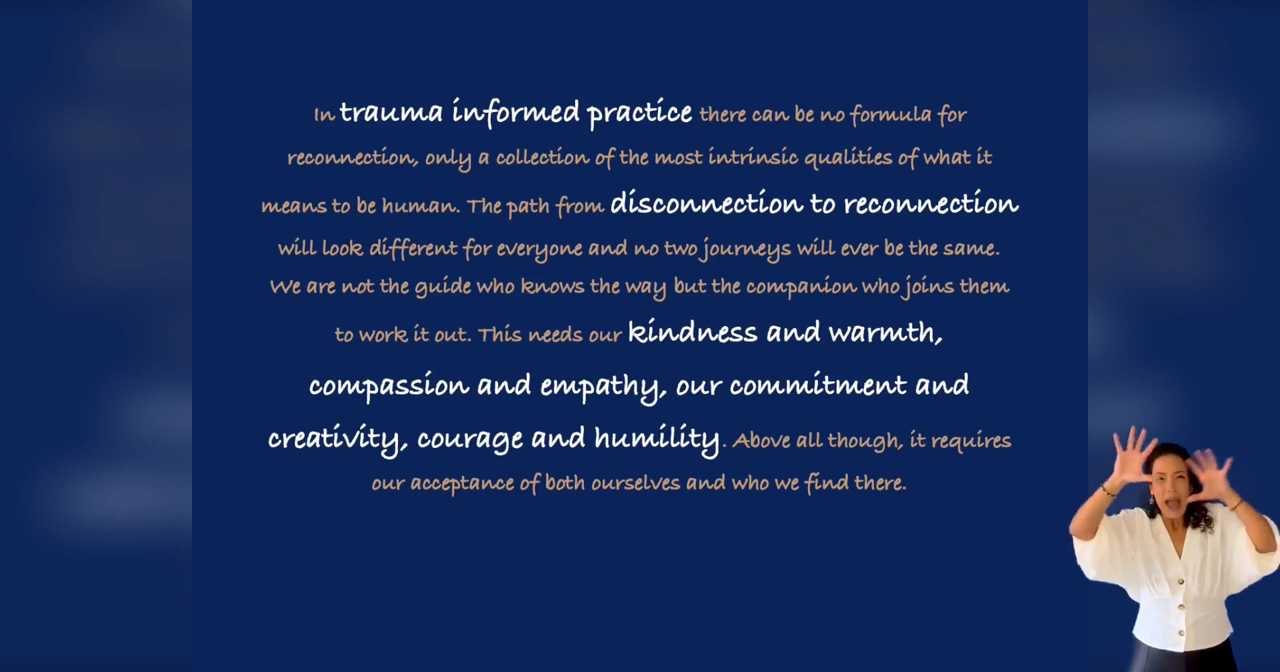 In trauma informed practice there can be no formula for
reconnection, only a collection of the most intrinsic qualities of what it
means to be human. The path from disconnection to reconnection
will look different for everyone and no two journeys will ever be the same.
We are not the guide who knows the way but the companion who joins them
to work it out. This needs our kindness and warmth,
compassion and empathy, our commitment and
creativity, courage and humility. Above all though, it requires
our acceptance of both ourselves and who we find there.